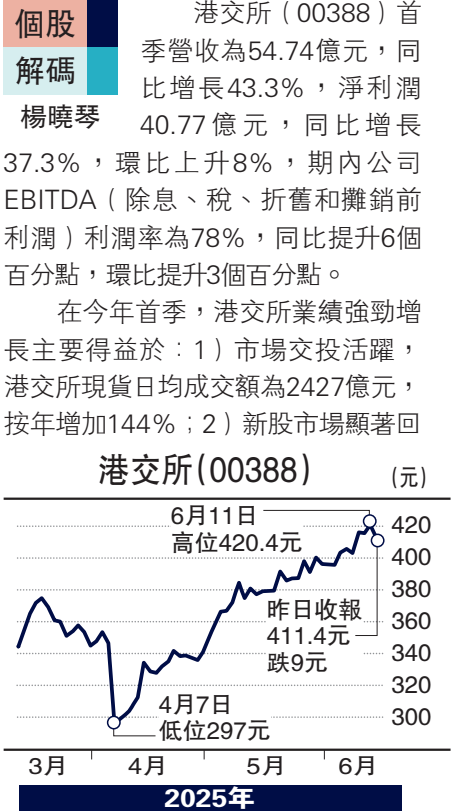 個股
解碼
楊曉琴
港交所（00388）首
季營收為54.74億元，同
比增長43.3%，淨利潤
40.77億元，同比增長
37.3%，環比上升8%，期內公司
EBITDA（除息、稅、折舊和攤銷前
利潤）利潤率為78%，同比提升6個
百分點，環比提升3個百分點。
在今年首季，港交所業績強勁增
長主要得益於：1）市場交投活躍，
港交所現貨日均成交額為2427億元，
按年增加144%；2）新股市場顯著回
港交所(00388)
(元)
6月11日
高位420.4元
420
400
380
360
340
320
300
昨日收報
411.4元
跌9元
4月7日
低位297元
3月
4月
5月
6月
2025年